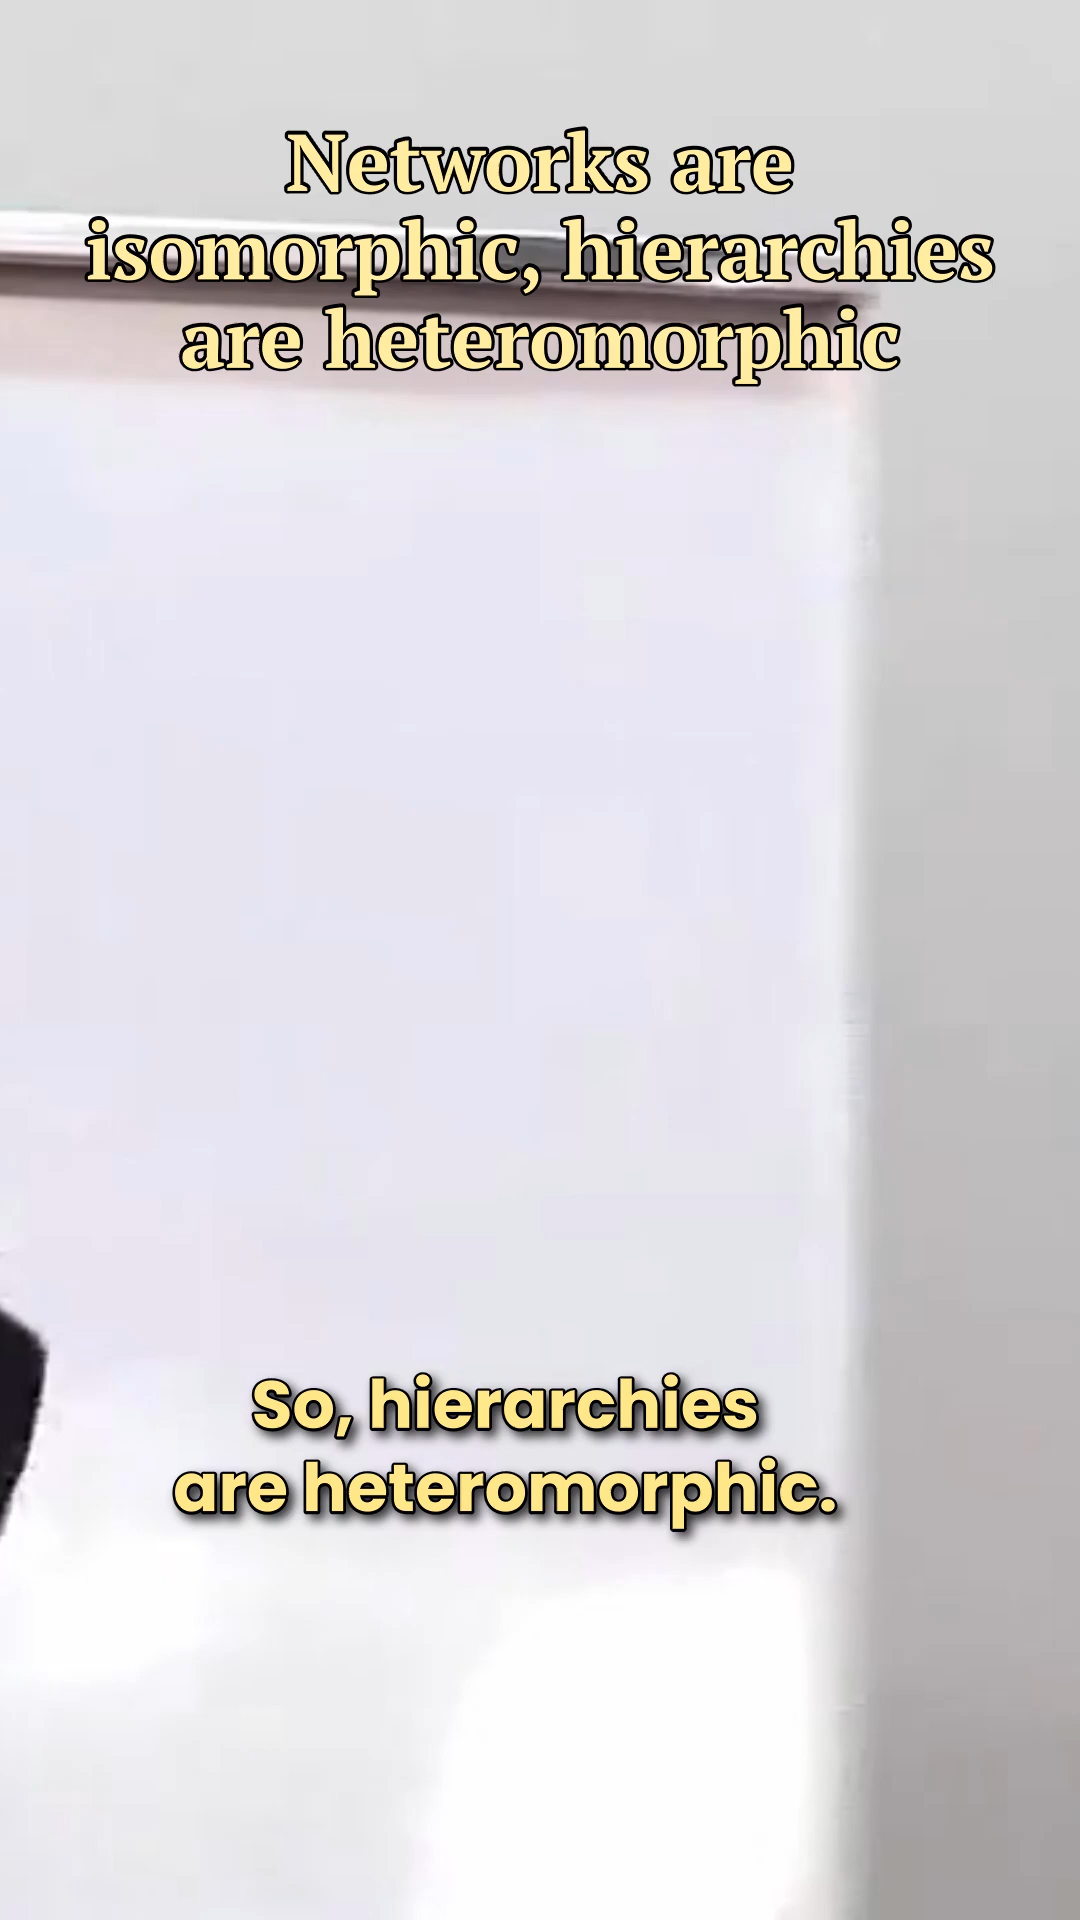 Networks are
isomorphic, hierarchies
are heteromorphic
So, hierarchies
are heteromorphic.